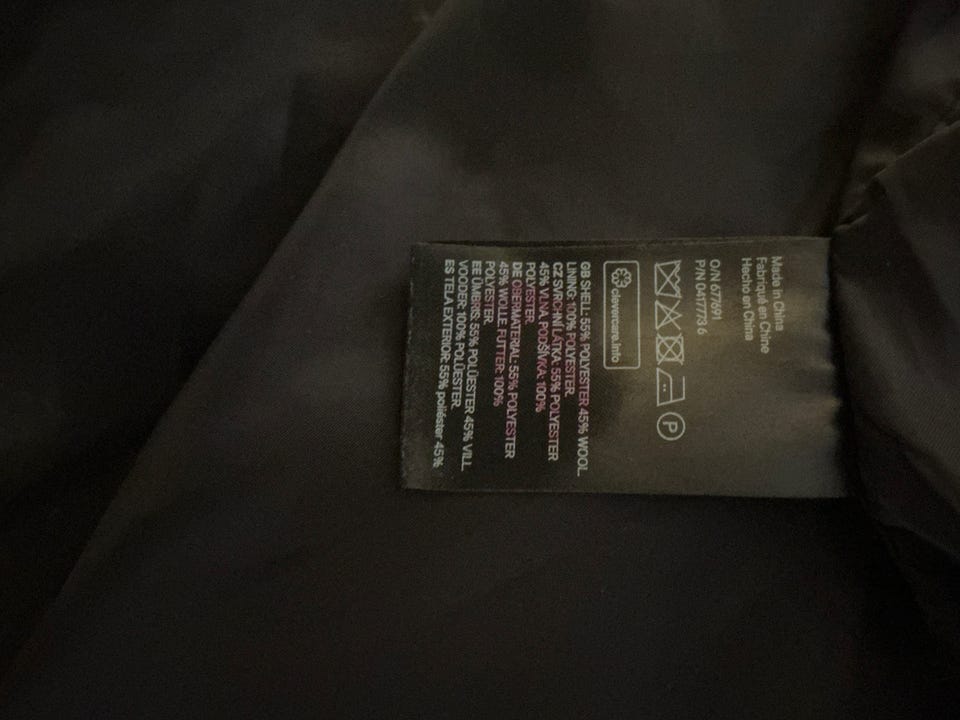 Made in China
Fabriqué en Chine
Hecho en China
O/N 677691
P/N 0417773 6
P
clevercare.info
GB SHELL: 55% POLYESTER 45% WOOL
LINING: 100% POLYESTER
CZ SVRCHNÍ LÁTKA: 55% POLYESTER
45% VLNA PODŠÍVKA: 100%
POLYESTER
DE OBERMATERIAL: 55% POLYESTER
45% WOLLE FUTTER: 100%
POLYESTER
EE ÜMBRIS: 55% POLÜESTER 45% VILL
VOODER: 100% POLÜESTER
ES TELA EXTERIOR: 55% poliéster 45%